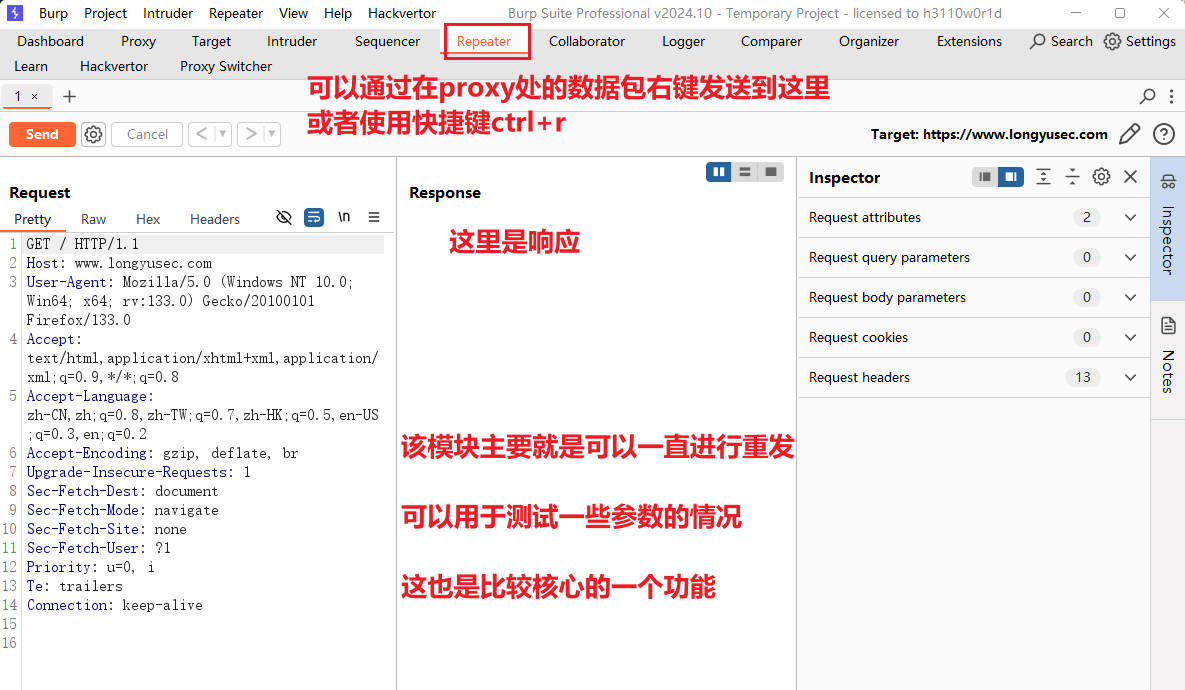 Burp Project Intruder Repeater View Help Hackvertor Burp Suite Professional v2024.10 - Temporary Project - licensed to h3110w0r1d
Dashboard Proxy Target Intruder Sequencer Repeater Collaborator Logger Comparer Organizer Extensions Search Settings
Learn Hackvertor Proxy Switcher
可以通过在proxy处的数据包右键发送到这里
1 × +
或者使用快捷键ctrl+r
Send Cancel < >
Target: https://www.longyusec.com
Request
Pretty Raw Hex Headers \n
1 GET / HTTP/1.1
2 Host: www.longyusec.com
3 User-Agent: Mozilla/5.0 (Windows NT 10.0;
Win64; x64; rv:133.0) Gecko/20100101
Firefox/133.0
4 Accept:
text/html,application/xhtml+xml,application/
xml;q=0.9,*/*;q=0.8
5 Accept-Language:
zh-CN,zh;q=0.8,zh-TW;q=0.7,zh-HK;q=0.5,en-US
;q=0.3,en;q=0.2
6 Accept-Encoding: gzip, deflate, br
7 Upgrade-Insecure-Requests: 1
8 Sec-Fetch-Dest: document
9 Sec-Fetch-Mode: navigate
10 Sec-Fetch-Site: none
11 Sec-Fetch-User: ?1
12 Priority: u=0, i
13 Te: trailers
14 Connection: keep-alive
15
16
Response
这里是响应
该模块主要就是可以一直进行重发
可以用于测试一些参数的情况
这也是比较核心的一个功能
Inspector
Request attributes 2
Request query parameters 0
Request body parameters 0
Request cookies 0
Request headers 13
Inspector
Notes